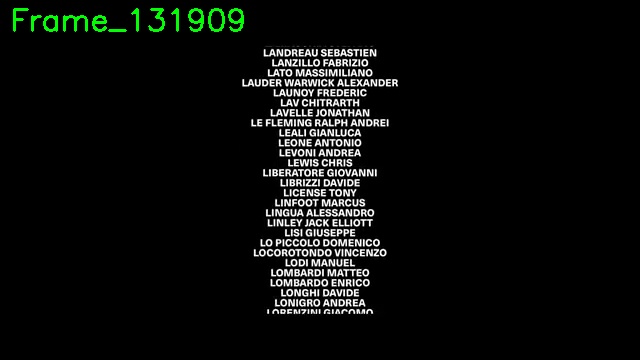 Frame_131909
LANDREAU SEBASTIEN
LANZILLO FABRIZIO
LATO MASSIMILIANO
LAUDER WARWICK ALEXANDER
LAUNOY FREDERIC
LAV CHITRARTH
LAVELLE JONATHAN
LE FLEMING RALPH ANDREI
LEALI GIANLUCA
LEONE ANTONIO
LEVONI ANDREA
LEWIS CHRIS
LIBERATORE GIOVANNI
LIBRIZZI DAVIDE
LICENSE TONY
LINFOOT MARCUS
LINGUA ALESSANDRO
LINLEY JACK ELLIOTT
LISI GIUSEPPE
LO PICCOLO DOMENICO
LOCOROTONDO VINCENZO
LODI MANUEL
LOMBARDI MATTEO
LOMBARDO ENRICO
LONGHI DAVIDE
LONIGRO ANDREA
LORENZINI GIACOMO